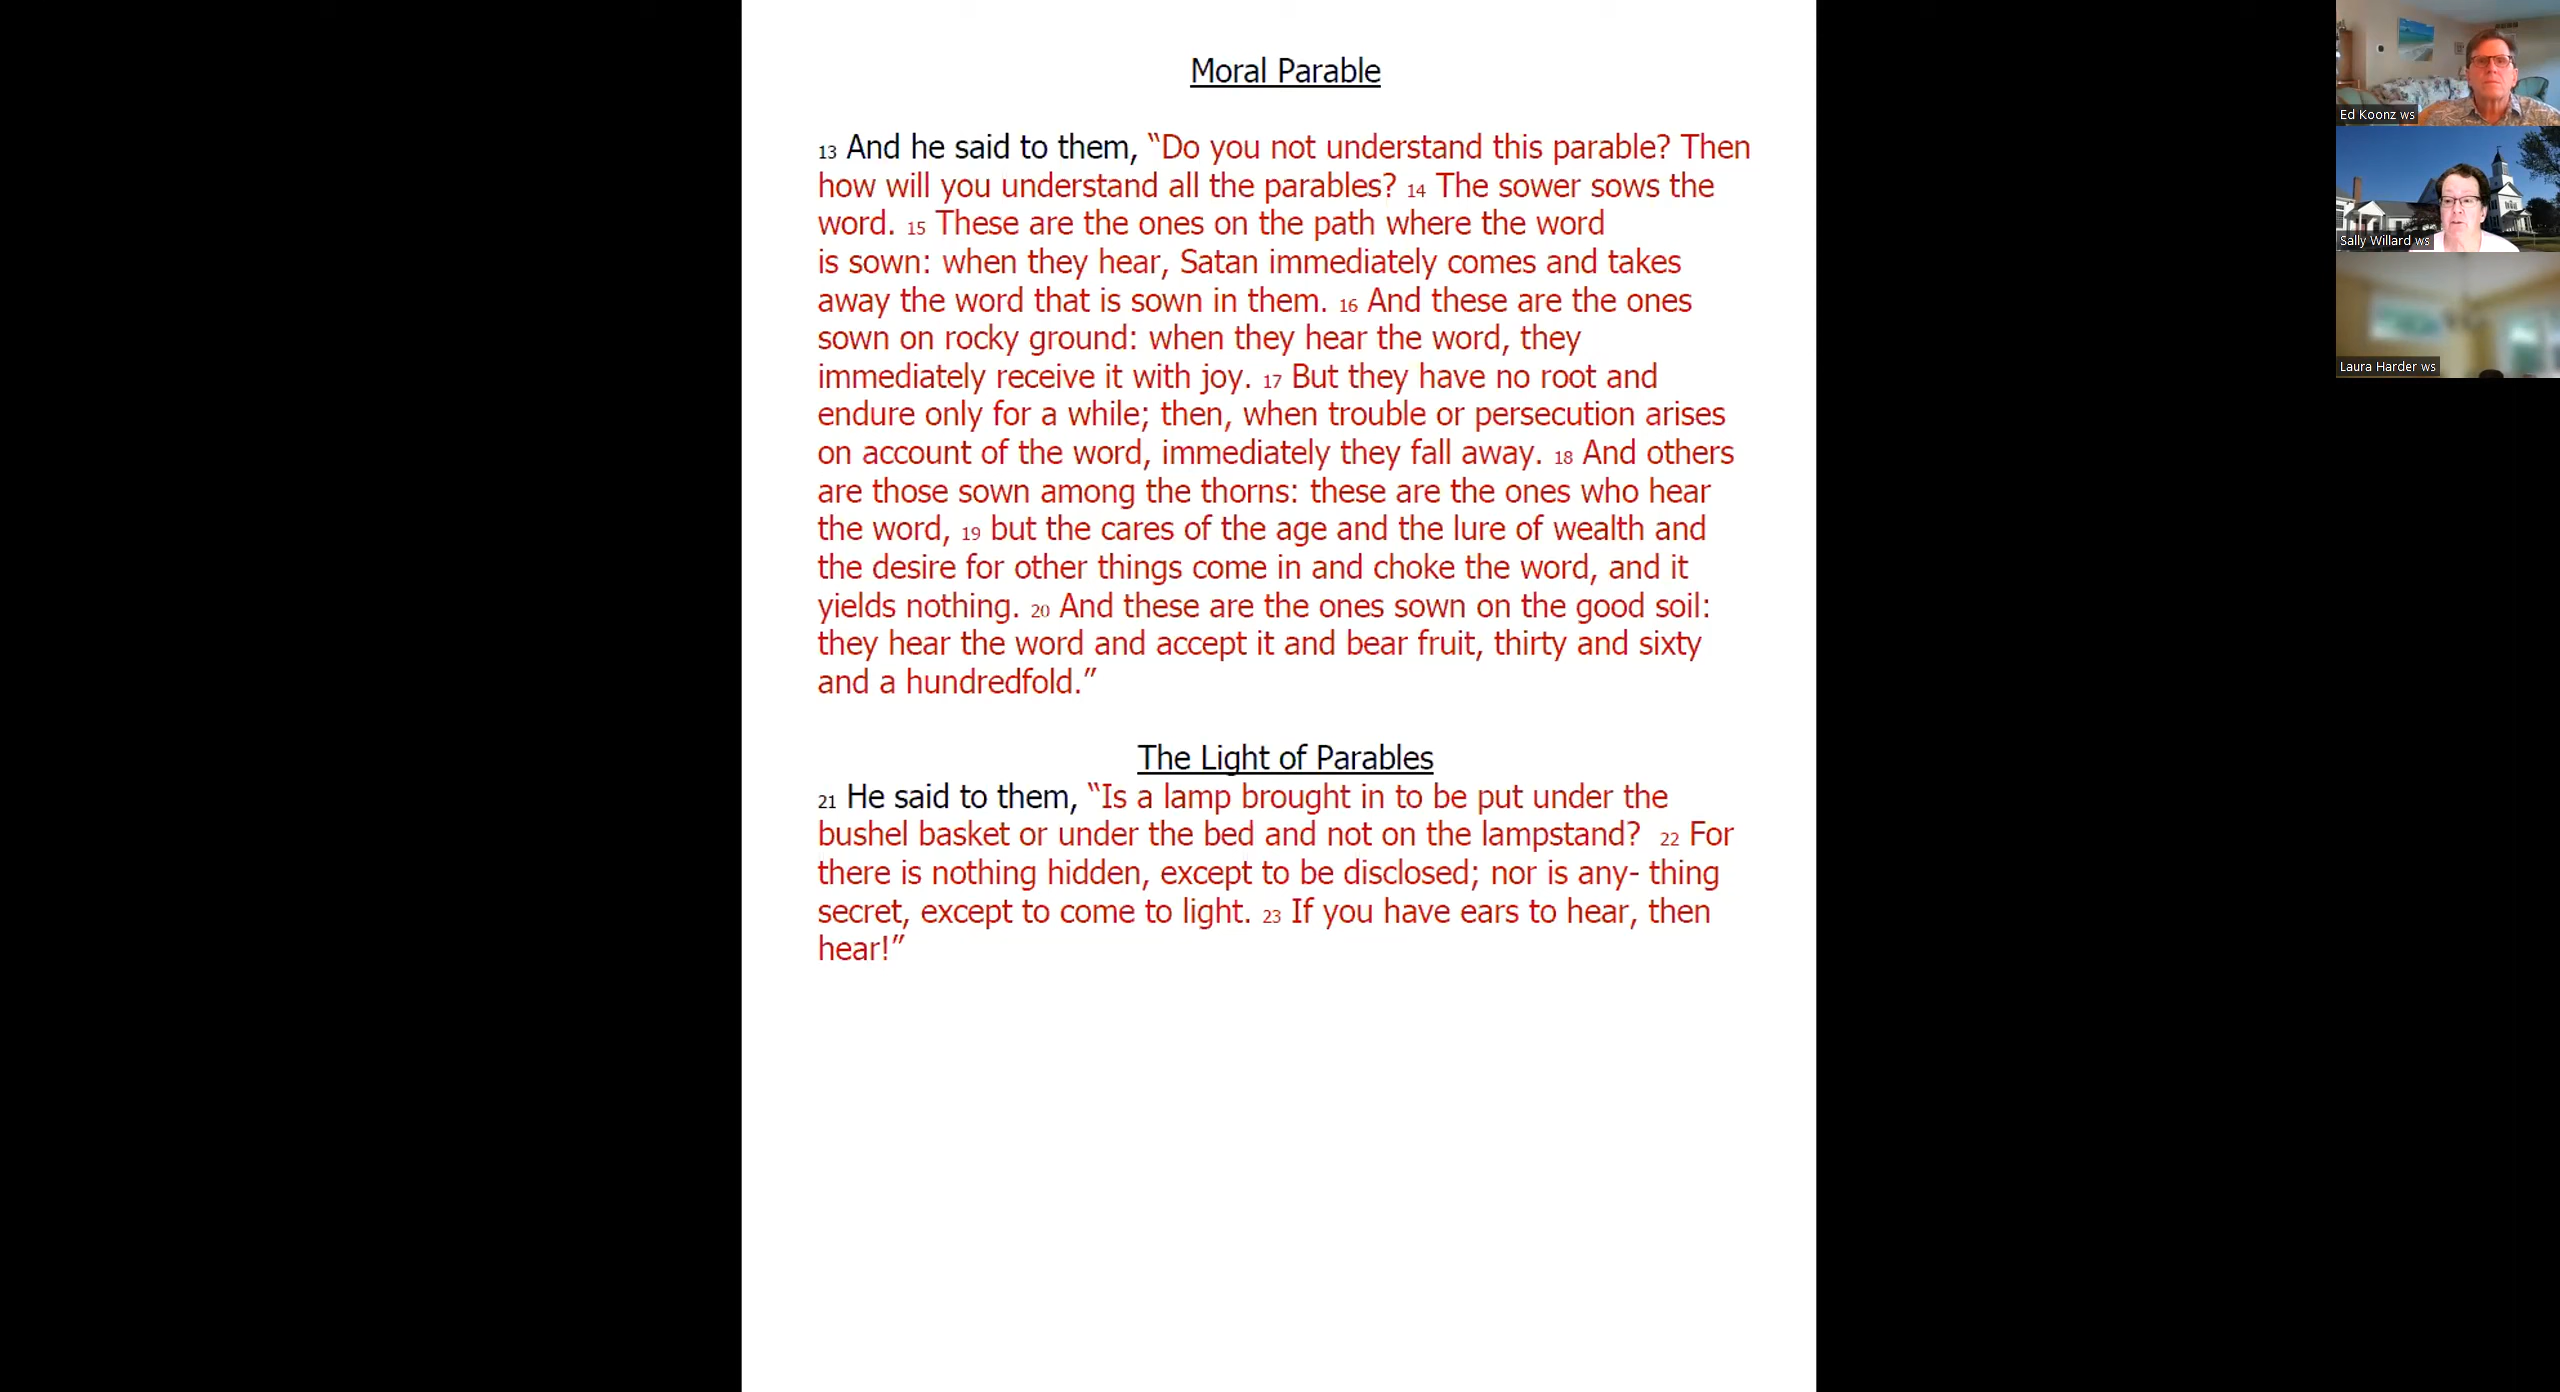 Moral Parable
13 And he said to them, “Do you not understand this parable? Then
how will you understand all the parables? 14 The sower sows the
word. 15 These are the ones on the path where the word
is sown: when they hear, Satan immediately comes and takes
away the word that is sown in them. 16 And these are the ones
sown on rocky ground: when they hear the word, they
immediately receive it with joy. 17 But they have no root and
endure only for a while; then, when trouble or persecution arises
on account of the word, immediately they fall away. 18 And others
are those sown among the thorns: these are the ones who hear
the word, 19 but the cares of the age and the lure of wealth and
the desire for other things come in and choke the word, and it
yields nothing. 20 And these are the ones sown on the good soil:
they hear the word and accept it and bear fruit, thirty and sixty
and a hundredfold.”
The Light of Parables
21 He said to them, “Is a lamp brought in to be put under the
bushel basket or under the bed and not on the lampstand? 22 For
there is nothing hidden, except to be disclosed; nor is any- thing
secret, except to come to light. 23 If you have ears to hear, then
hear!”
Ed Koonz ws
Sally Willard ws
Laura Harder ws